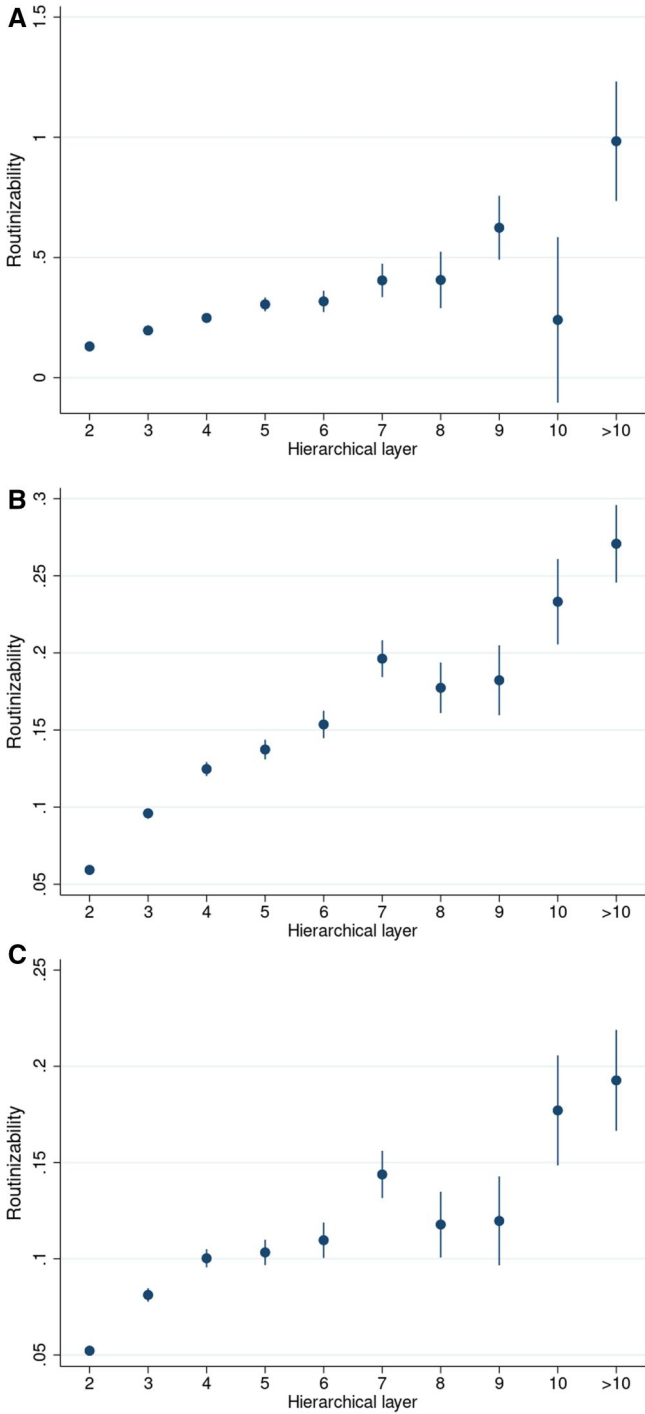 A
1.5
1
.5
0
Routinizability
2 3 4 5 6 7 8 9 10 >10
Hierarchical layer
B
.3
.25
.2
.15
.1
.05
Routinizability
2 3 4 5 6 7 8 9 10 >10
Hierarchical layer
C
.25
.2
.15
.1
.05
Routinizability
2 3 4 5 6 7 8 9 10 >10
Hierarchical layer